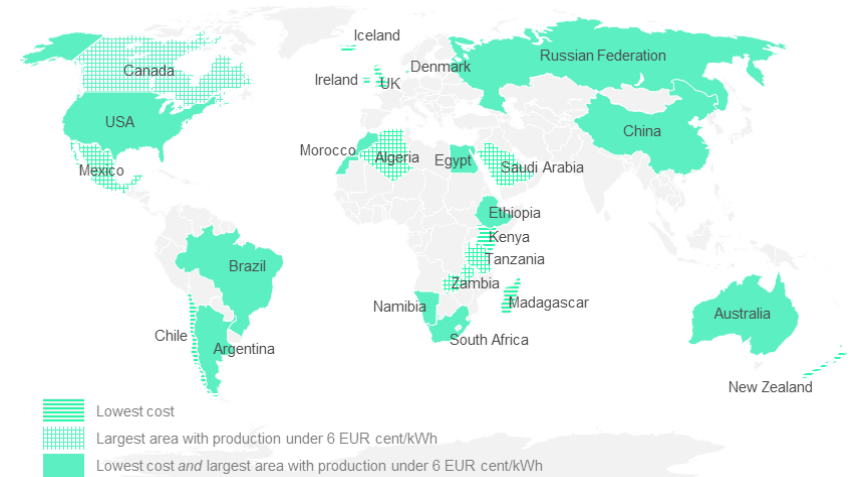 Iceland
Russian Federation
Denmark
Canada
Ireland
UK
USA
China
Morocco
Algeria
Egypt
Saudi Arabia
Mexico
Ethiopia
Kenya
Tanzania
Brazil
Zambia
Namibia
Madagascar
Australia
Chile
Argentina
South Africa
New Zealand
Lowest cost
Largest area with production under 6 EUR cent/kWh
Lowest cost and largest area with production under 6 EUR cent/kWh